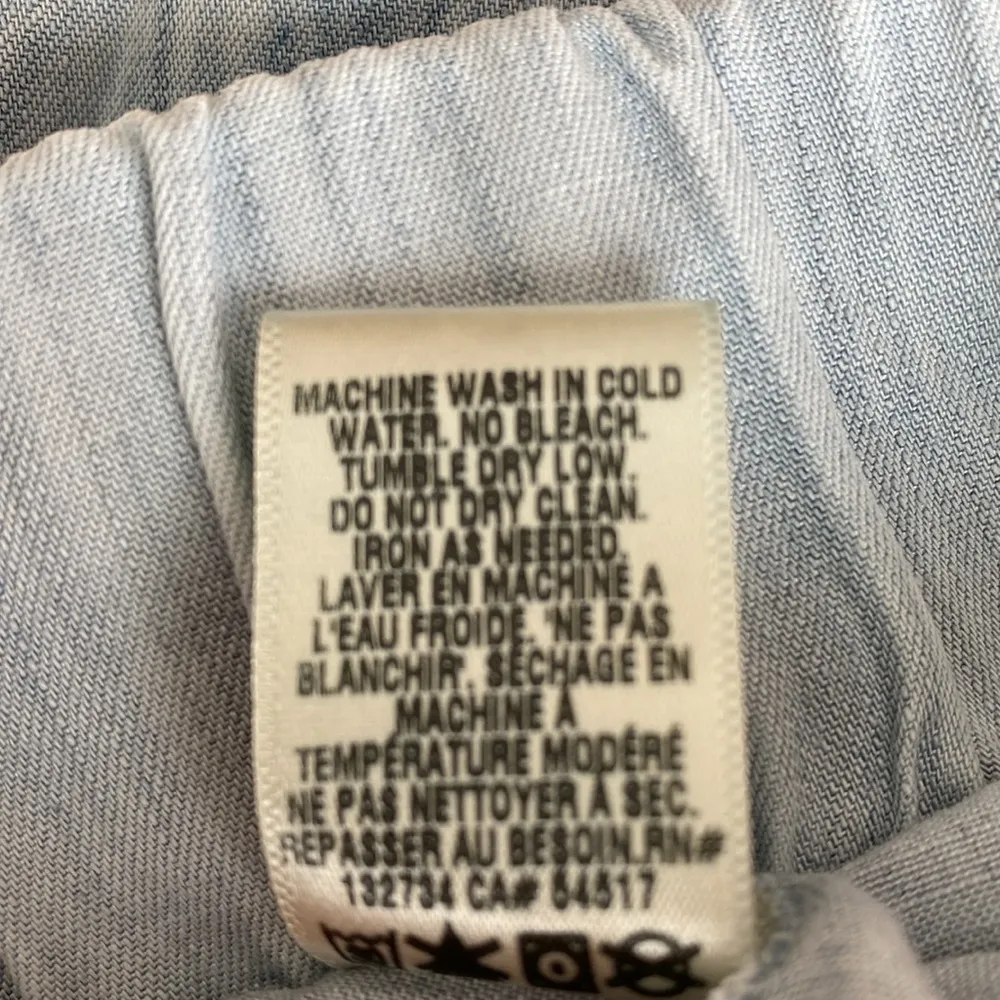 MACHINE WASH IN COLD
WATER. NO BLEACH.
TUMBLE DRY LOW.
DO NOT DRY CLEAN.
IRON AS NEEDED.
LAVER EN MACHINE A
L'EAU FROIDE. NE PAS
BLANCHIR. SÉCHAGE EN
MACHINE À
TEMPÉRATURE MODÉRÉ
NE PAS NETTOYER À SEC.
REPASSER AU BESOIN.RN#
132734 CA# 54517